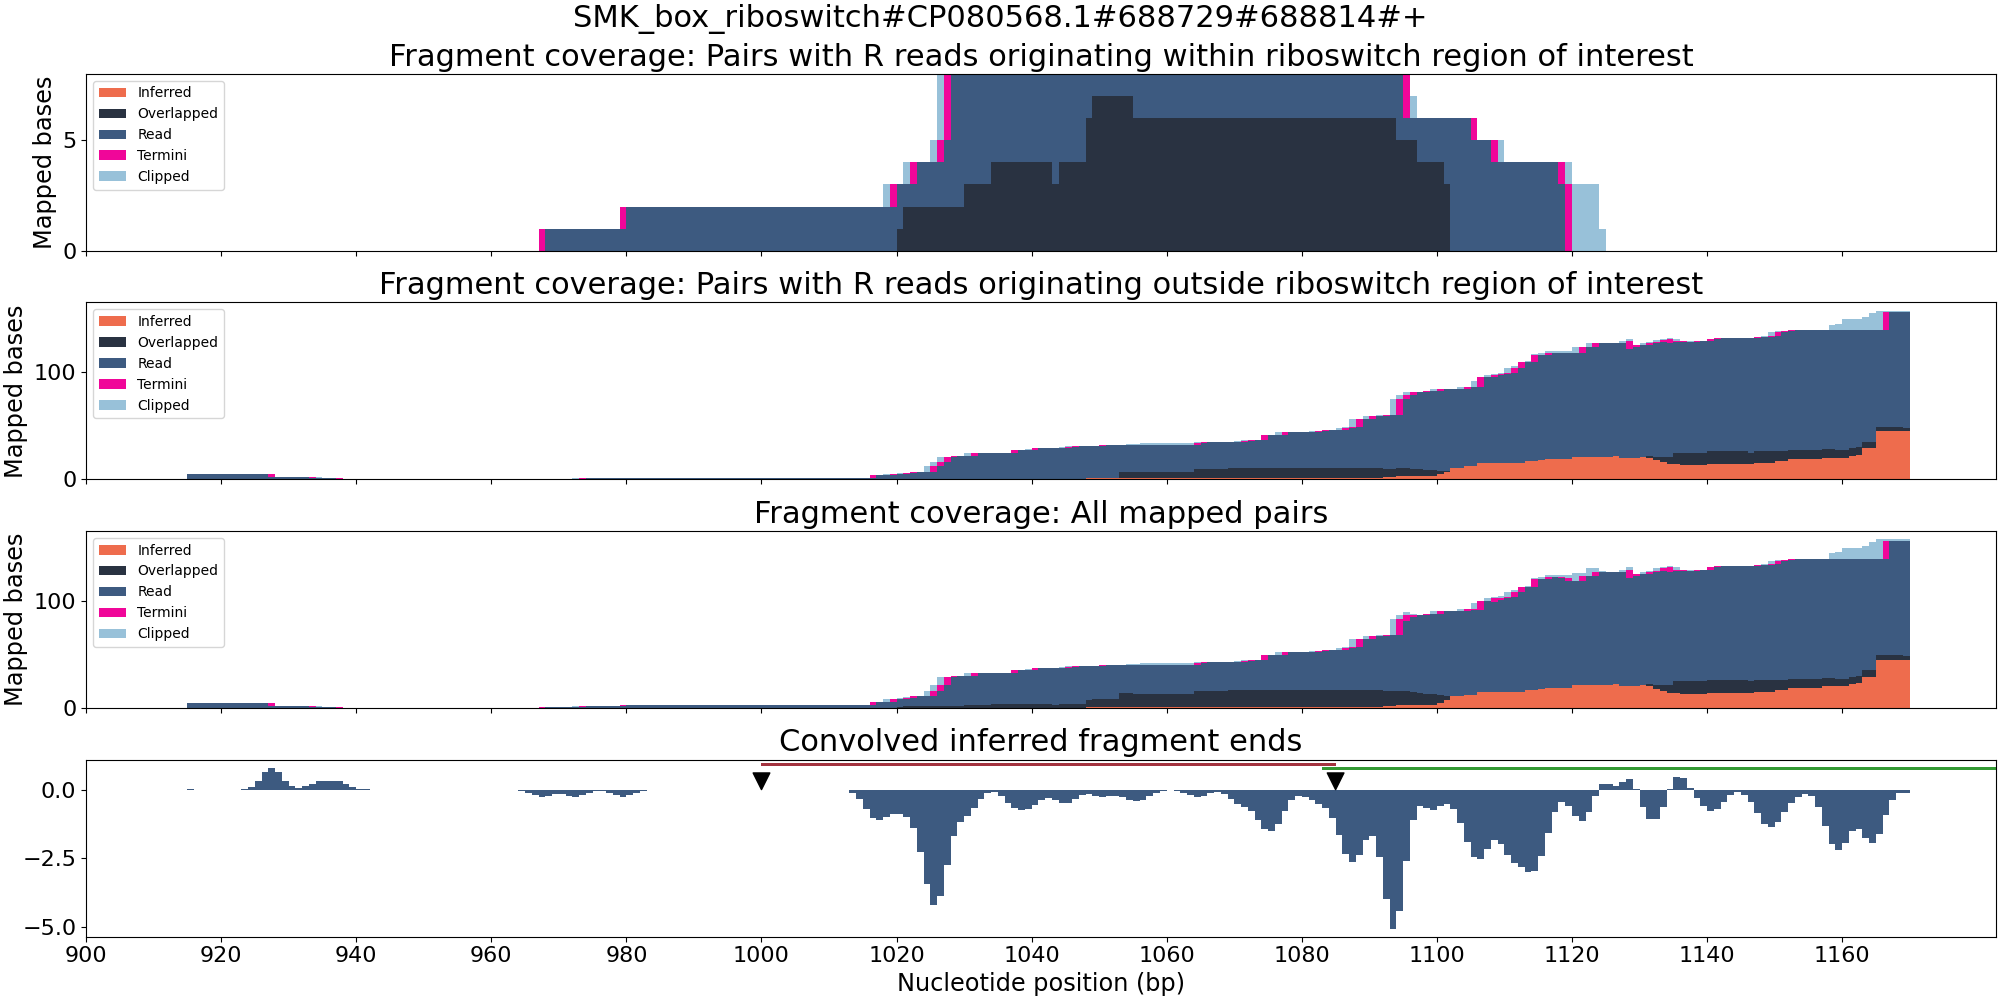 SMK_box_riboswitch#CP080568.1#688729#688814#+
Fragment coverage: Pairs with R reads originating within riboswitch region of interest
Mapped bases
5
0
Inferred
Overlapped
Read
Termini
Clipped
Fragment coverage: Pairs with R reads originating outside riboswitch region of interest
Mapped bases
100
0
Inferred
Overlapped
Read
Termini
Clipped
Fragment coverage: All mapped pairs
Mapped bases
100
0
Inferred
Overlapped
Read
Termini
Clipped
Convolved inferred fragment ends
0.0
−2.5
−5.0
900 920 940 960 980 1000 1020 1040 1060 1080 1100 1120 1140 1160
Nucleotide position (bp)